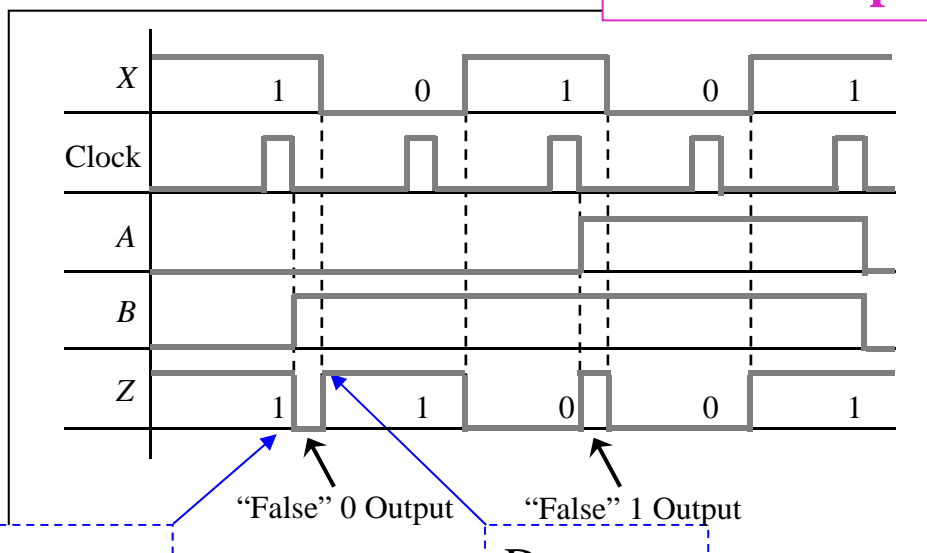 X 1 0 1 0 1
Clock
A
B
Z 1 1 0 0 1
“False” 0 Output “False” 1 Output